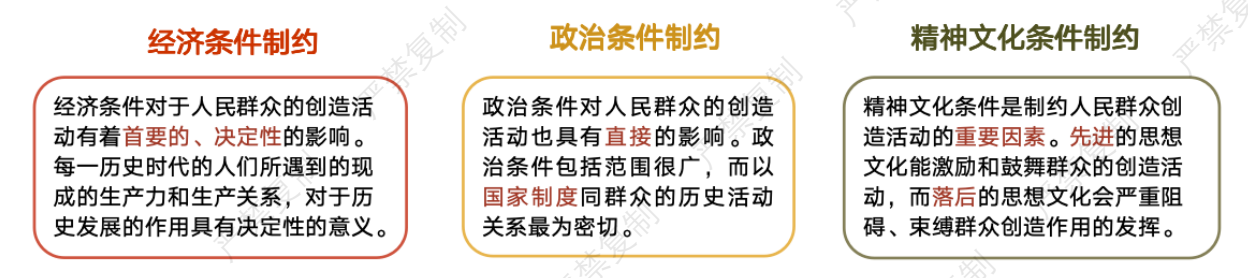 经济条件制约
经济条件对于人民群众的创造活
动有着首要的、决定性的影响。
每一历史时代的人们所遇到的现
成的生产力和生产关系，对于历
史发展的作用具有决定性的意义。
政治条件制约
政治条件对人民群众的创造
活动也具有直接的影响。政
治条件包括范围很广，而以
国家制度同群众的历史活动
关系最为密切。
精神文化条件制约
精神文化条件是制约人民群众创
造活动的重要因素。先进的思想
文化能激励和鼓舞群众的创造活
动，而落后的思想文化会严重阻
碍、束缚群众创造作用的发挥。
严禁复制
严禁复制
严禁复制
严禁复制
严禁复制